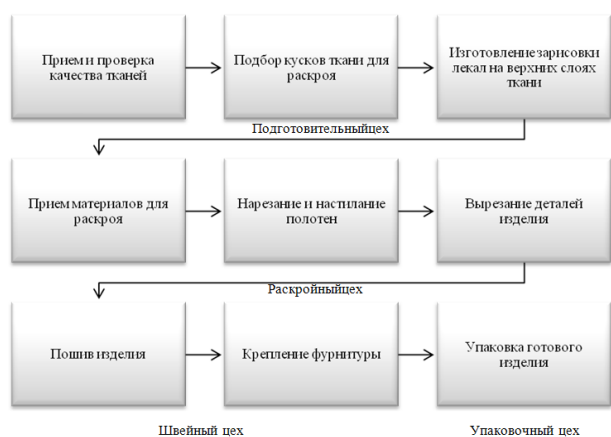 Прием и проверка
качества тканей
Подбор кусков ткани для
раскроя
Изготовление зарисовки
лекал на верхних слоях
ткани
Подготовительныйцех
Прием материалов для
раскроя
Нарезание и настилание
полотен
Вырезание деталей
изделия
Раскройныйцех
Пошив изделия
Крепление фурнитуры
Упаковка готового
изделия
Швейный цех
Упаковочный цех